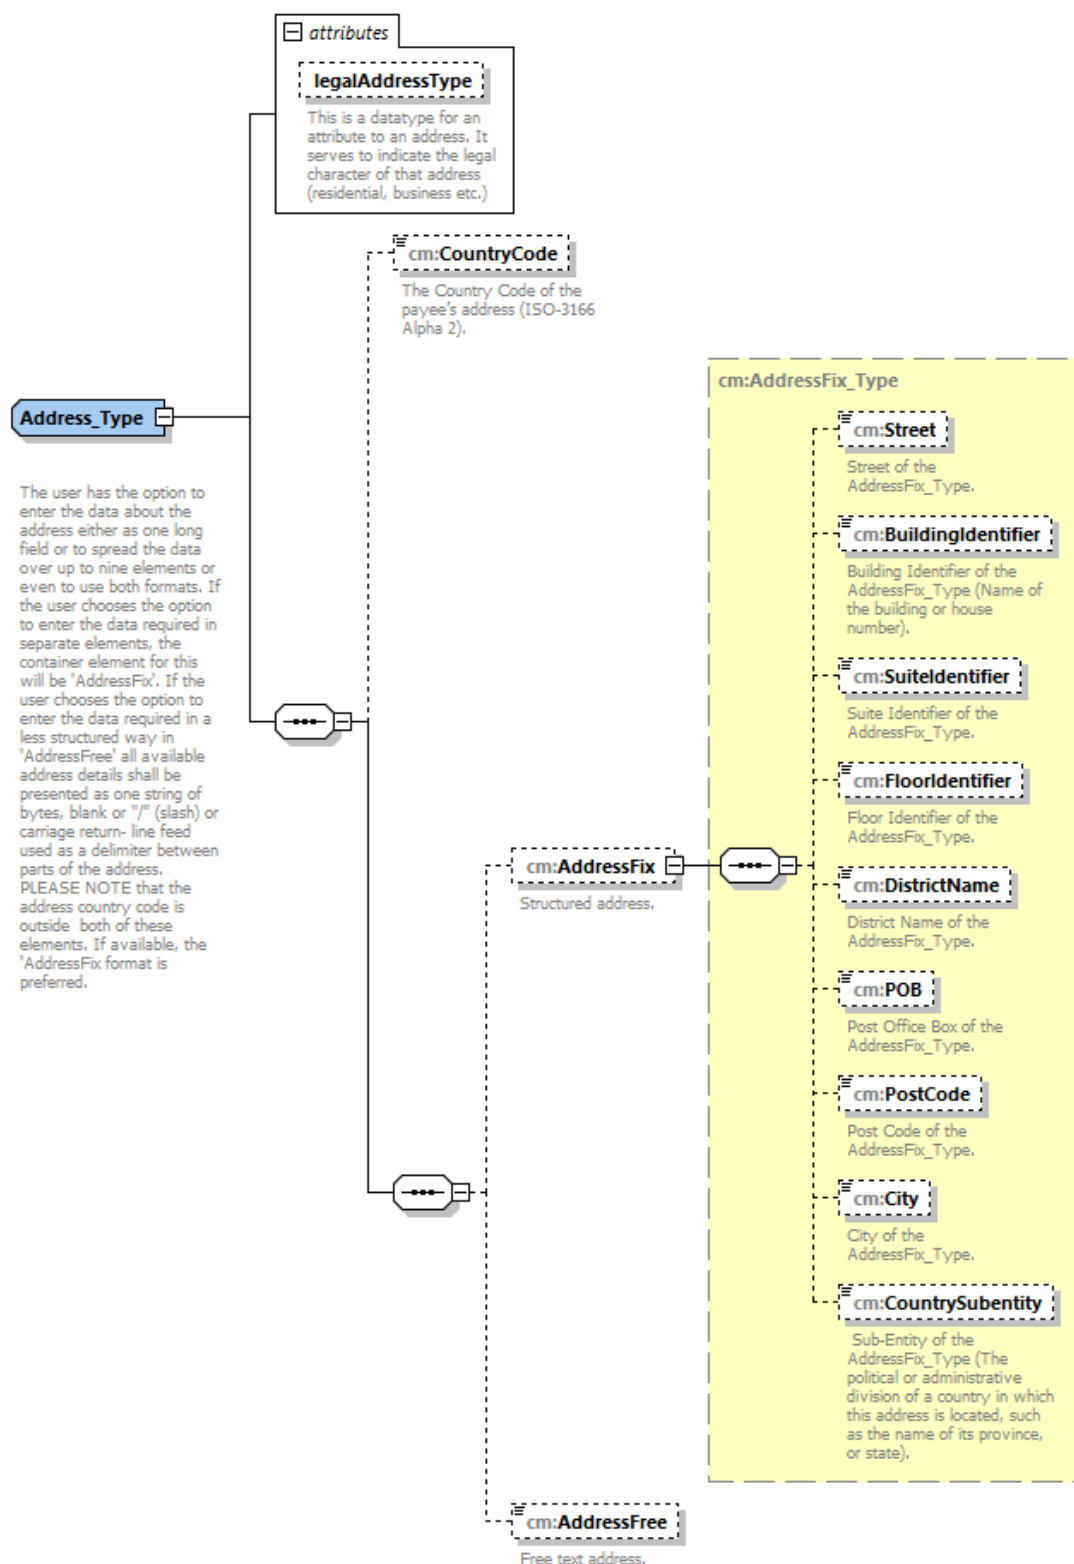 attributes
legalAddressType
This is a datatype for an
attribute to an address. It
serves to indicate the legal
character of that address
(residential, business etc.)
cm:CountryCode
The Country Code of the
payee's address (ISO-3166
Alpha 2).
Address_Type
The user has the option to
enter the data about the
address either as one long
field or to spread the data
over up to nine elements or
even to use both formats. If
the user chooses the option
to enter the data required in
separate elements, the
container element for this
will be 'AddressFix'. If the
user chooses the option to
enter the data required in a
less structured way in
'AddressFree' all available
address details shall be
presented as one string of
bytes, blank or "/" (slash) or
carriage return- line feed
used as a delimiter between
parts of the address.
PLEASE NOTE that the
address country code is
outside  both of these
elements. If available, the
'AddressFix format is
preferred.
cm:AddressFix
Structured address.
cm:AddressFix_Type
cm:Street
Street of the
AddressFix_Type.
cm:BuildingIdentifier
Building Identifier of the
AddressFix_Type (Name of
the building or house
number).
cm:SuiteIdentifier
Suite Identifier of the
AddressFix_Type.
cm:FloorIdentifier
Floor Identifier of the
AddressFix_Type.
cm:DistrictName
District Name of the
AddressFix_Type.
cm:POB
Post Office Box of the
AddressFix_Type.
cm:PostCode
Post Code of the
AddressFix_Type.
cm:City
City of the
AddressFix_Type.
cm:CountrySubentity
Sub-Entity of the
AddressFix_Type (The
political or administrative
division of a country in which
this address is located, such
as the name of its province,
or state).
cm:AddressFree
Free text address.